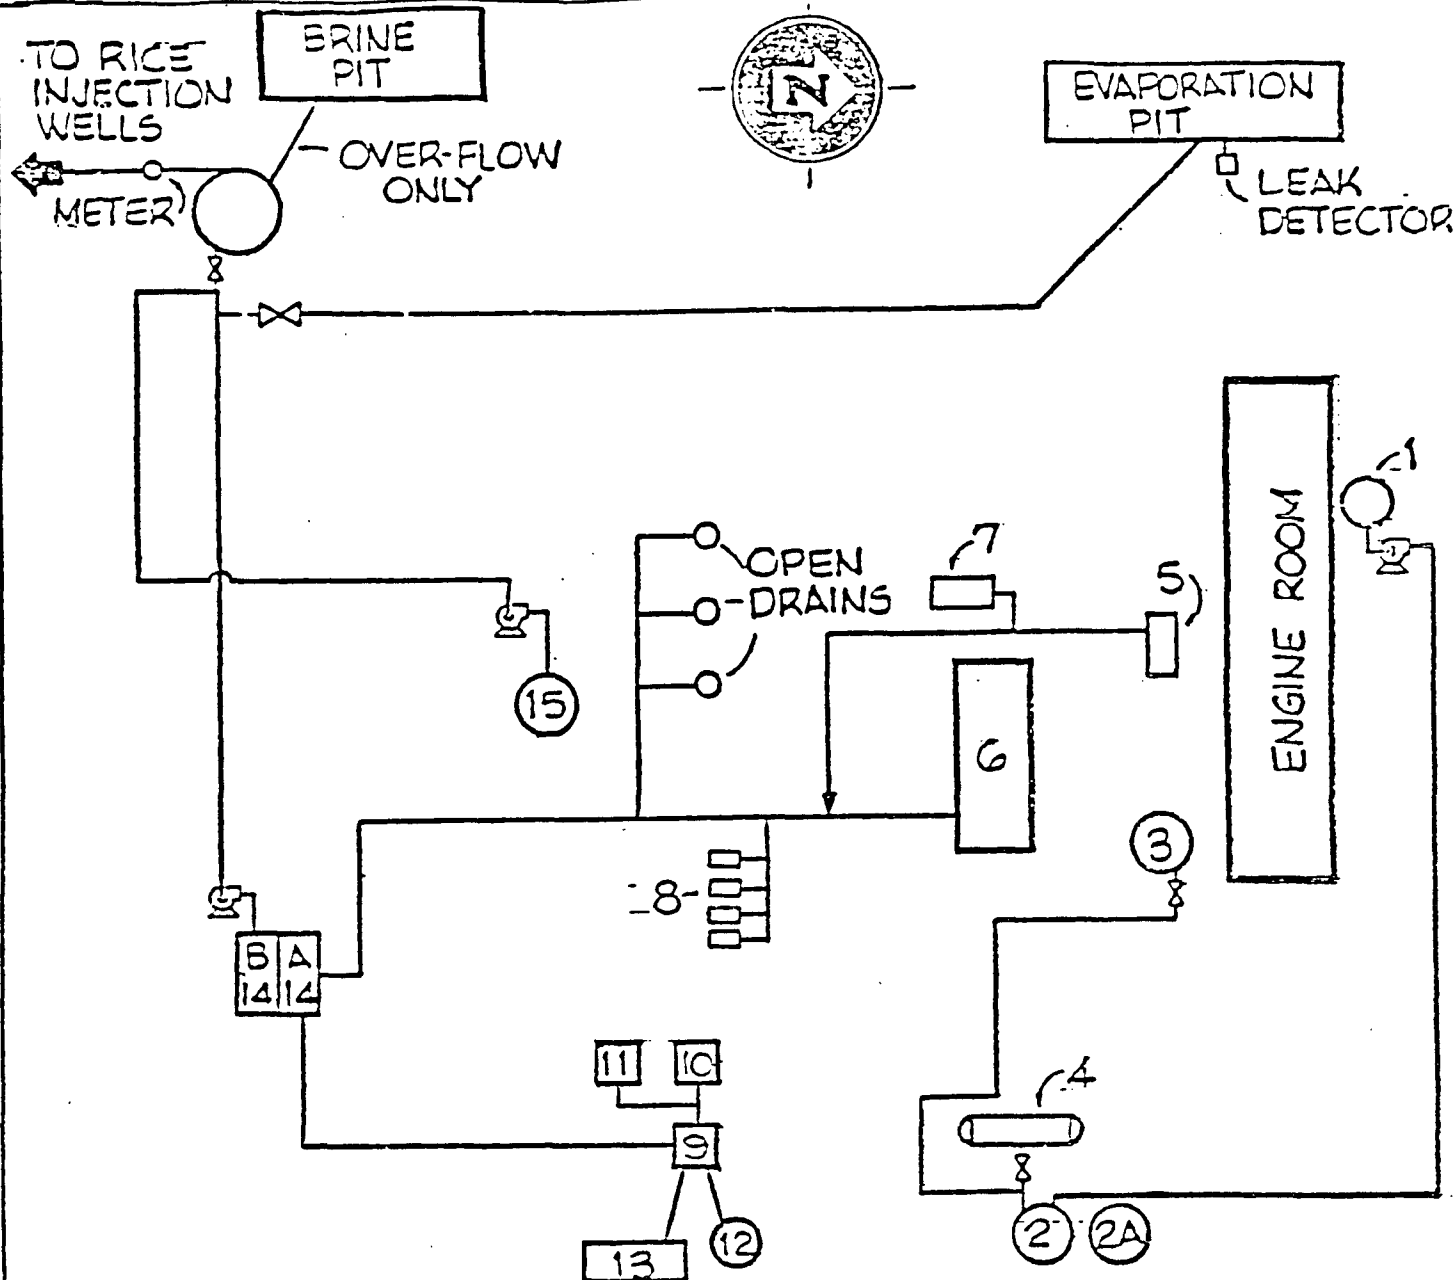 BRINE
PIT
TO RICE
INJECTION
WELLS
N
EVAPORATION
PIT
OVER-FLOW
ONLY
METER
LEAK
DETECTOR
1
7
OPEN
DRAINS
5
ENGINE ROOM
15
6
3
8
B A
14 14
11 10
4
9
2 2A
12
13